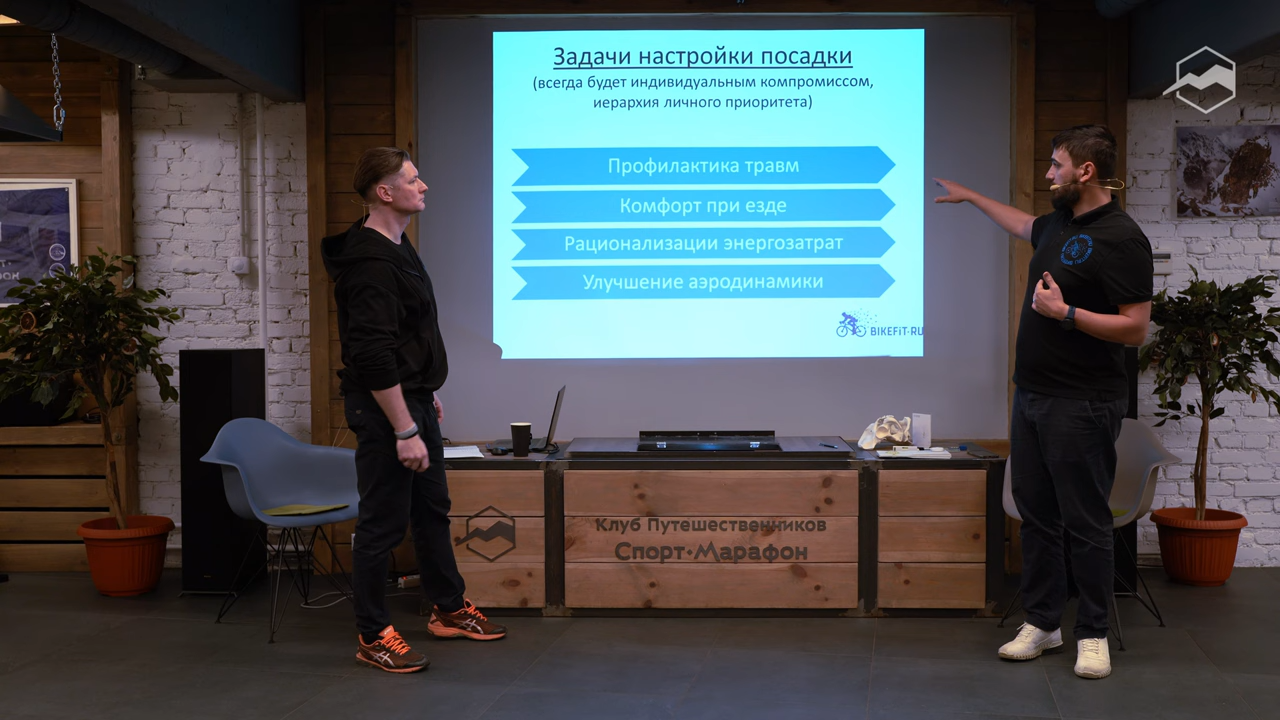 Задачи настройки посадки
(всегда будет индивидуальным компромиссом,
иерархия личного приоритета)
Профилактика травм
Комфорт при езде
Рационализации энергозатрат
Улучшение аэродинамики
BIKEFiT·RU
Клуб Путешественников
Спорт·Марафон